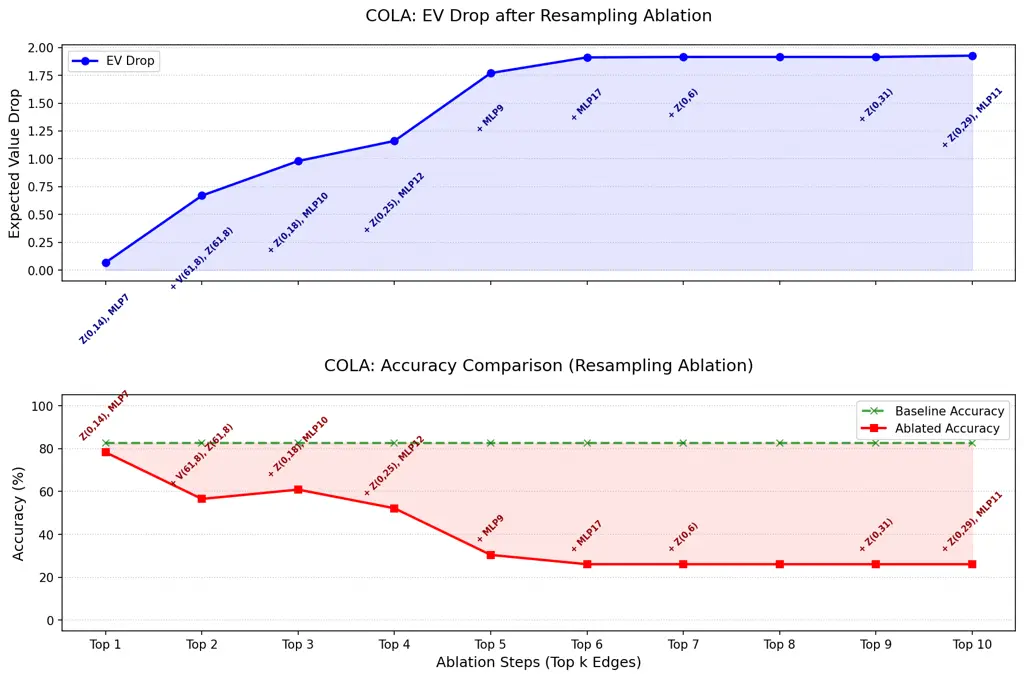 COLA: EV Drop after Resampling Ablation
Expected Value Drop
2.00
1.75
1.50
1.25
1.00
0.75
0.50
0.25
0.00
EV Drop
Z(0,14), MLP7
+ V(61,8), Z(61,8)
+ Z(0,18), MLP10
+ Z(0,25), MLP12
+ MLP9
+ MLP17
+ Z(0,6)
+ Z(0,31)
+ Z(0,29), MLP11
COLA: Accuracy Comparison (Resampling Ablation)
Accuracy (%)
100
80
60
40
20
0
Baseline Accuracy
Ablated Accuracy
Z(0,14), MLP7
+ V(61,8), Z(61,8)
+ Z(0,18), MLP10
+ Z(0,25), MLP12
+ MLP9
+ MLP17
+ Z(0,6)
+ Z(0,31)
+ Z(0,29), MLP11
Top 1 Top 2 Top 3 Top 4 Top 5 Top 6 Top 7 Top 8 Top 9 Top 10
Ablation Steps (Top k Edges)